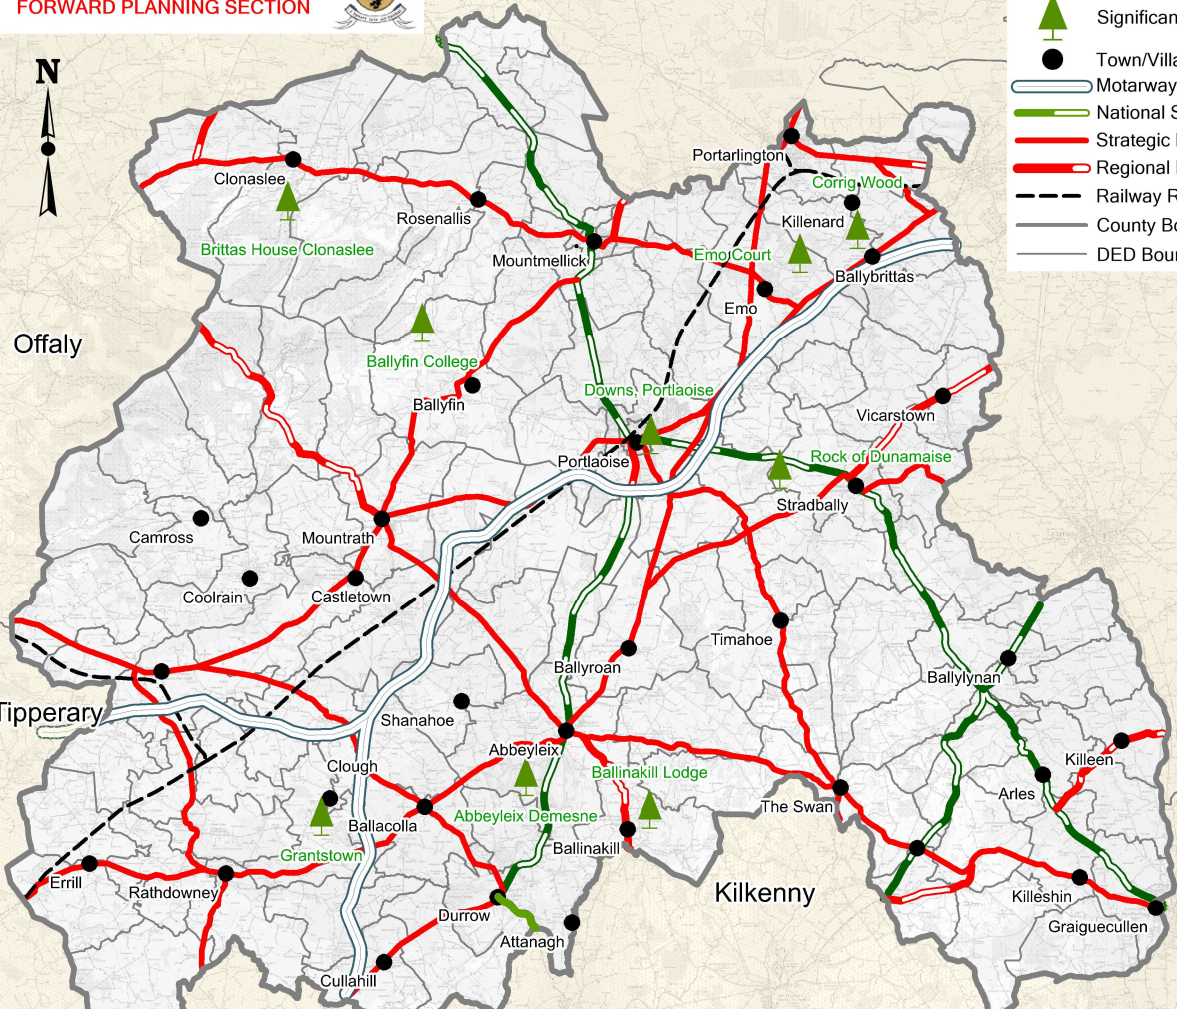 FORWARD PLANNING SECTION
N
Significan
Town/Villa
Motarway
National S
Strategic
Regional
Railway R
County Bo
DED Boun
Portarlington
Corrig Wood
Clonaslee
Rosenallis
Killenard
Brittas House Clonaslee
Mountmellick
Emo Court
Ballybrittas
Emo
Offaly
Ballyfin College
Downs, Portlaoise
Ballyfin
Vicarstown
Portlaoise
Rock of Dunamaise
Stradbally
Camross
Mountrath
Coolrain
Castletown
Timahoe
Ballyroan
Ballylynan
Tipperary
Shanahoe
Abbeyleix
Clough
Ballinakill Lodge
Killeen
Arles
The Swan
Abbeyleix Demesne
Ballacolla
Ballinakill
Grantstown
Errill
Rathdowney
Kilkenny
Killeshin
Durrow
Graiguecullen
Attanagh
Cullahill